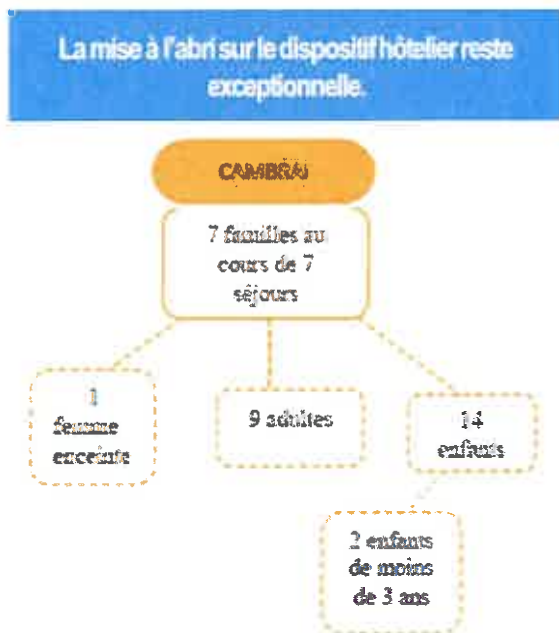 La mise à l'abri sur le dispositif hôtelier reste
exceptionnelle.
CAMBRAI
7 familles au
cours de 7
séjours
1
femme
enceinte
9 adultes
14
enfants
2 enfants
de moins
de 3 ans